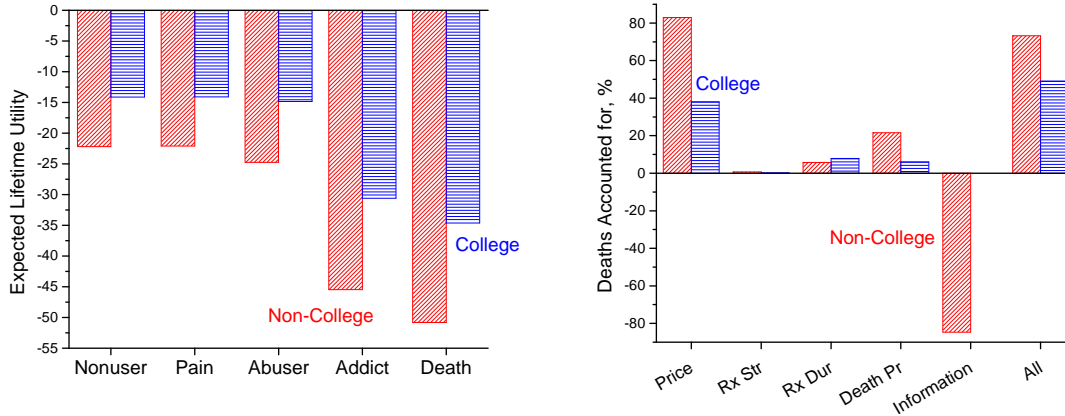 Expected Lifetime Utility
0
-5
-10
-15
-20
-25
-30
-35
-40
-45
-50
-55
College
Non-College
Nonuser Pain Abuser Addict Death
Deaths Accounted for, %
80
60
40
20
0
-20
-40
-60
-80
College
Non-College
Price Rx Str Rx Dur Death Pr Information All